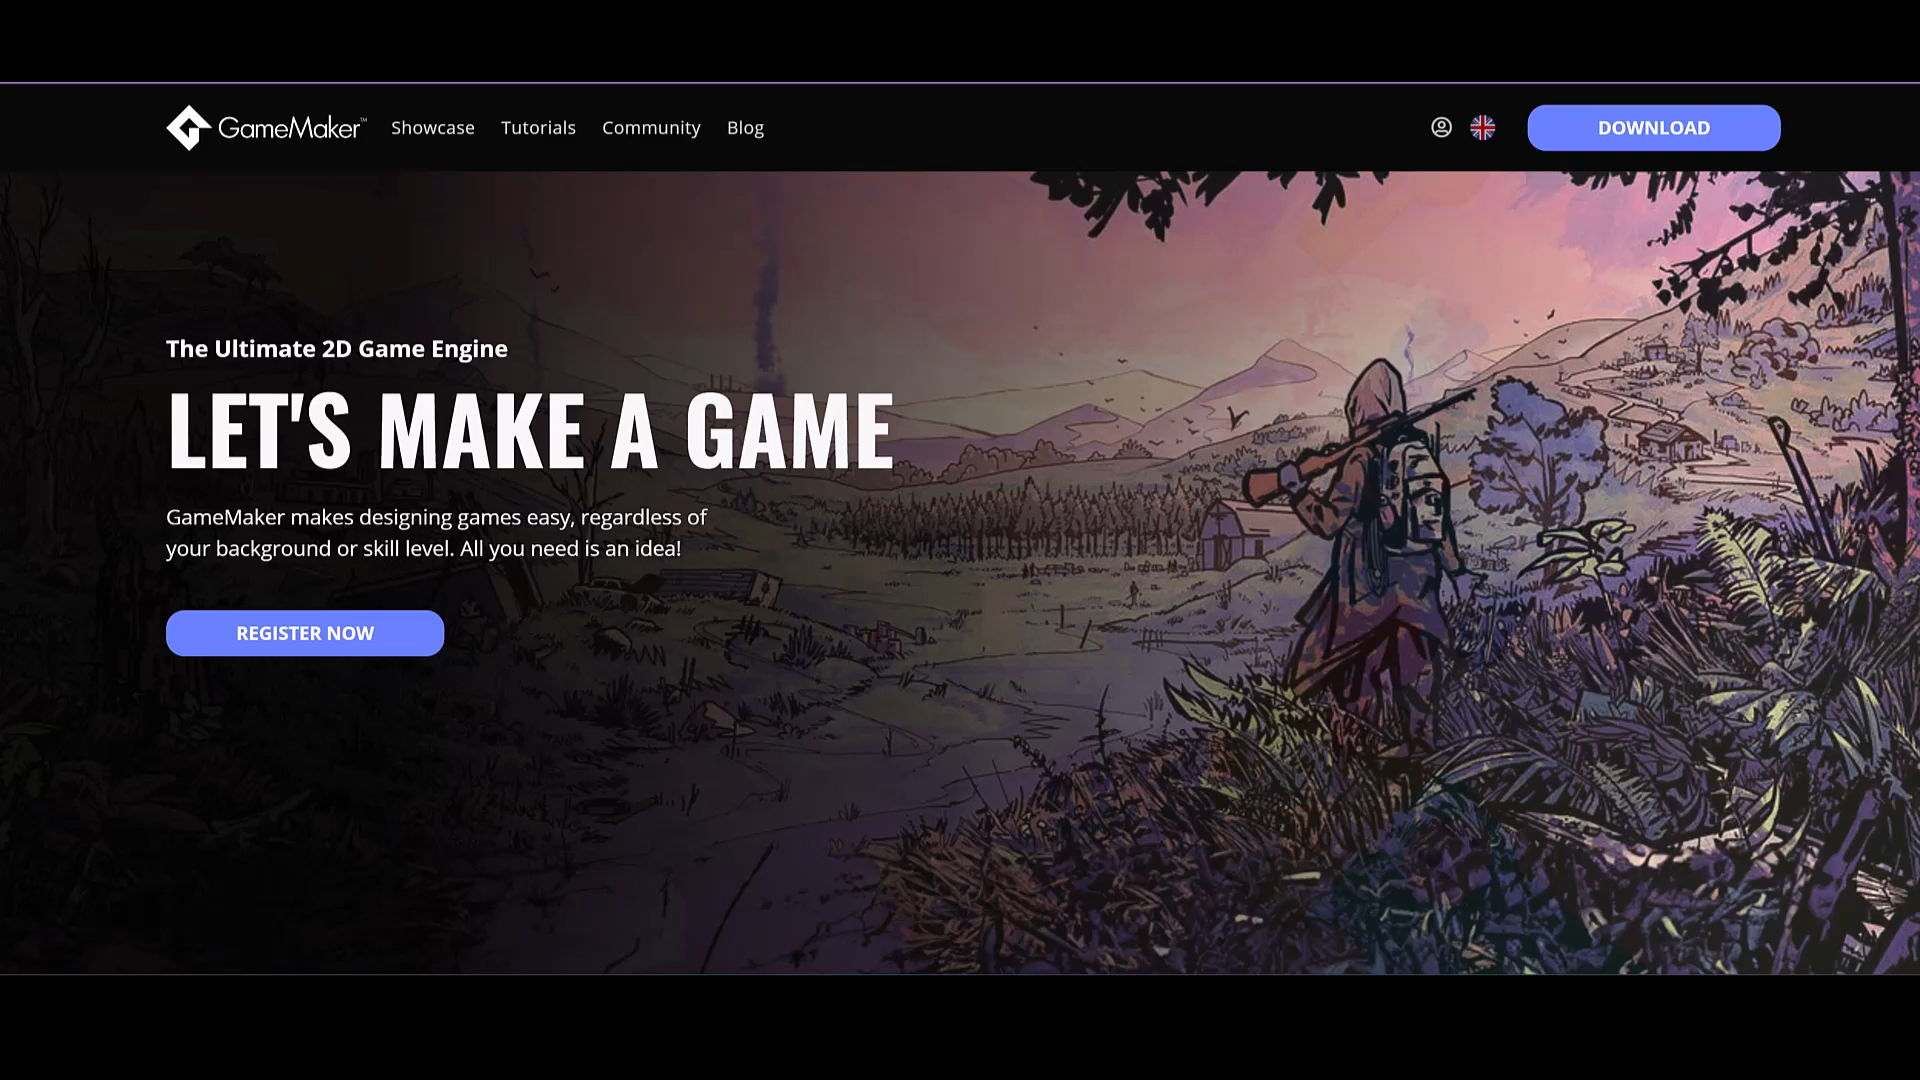 GameMaker™
Showcase
Tutorials
Community
Blog
DOWNLOAD
The Ultimate 2D Game Engine
LET'S MAKE A GAME
GameMaker makes designing games easy, regardless of
your background or skill level. All you need is an idea!
REGISTER NOW